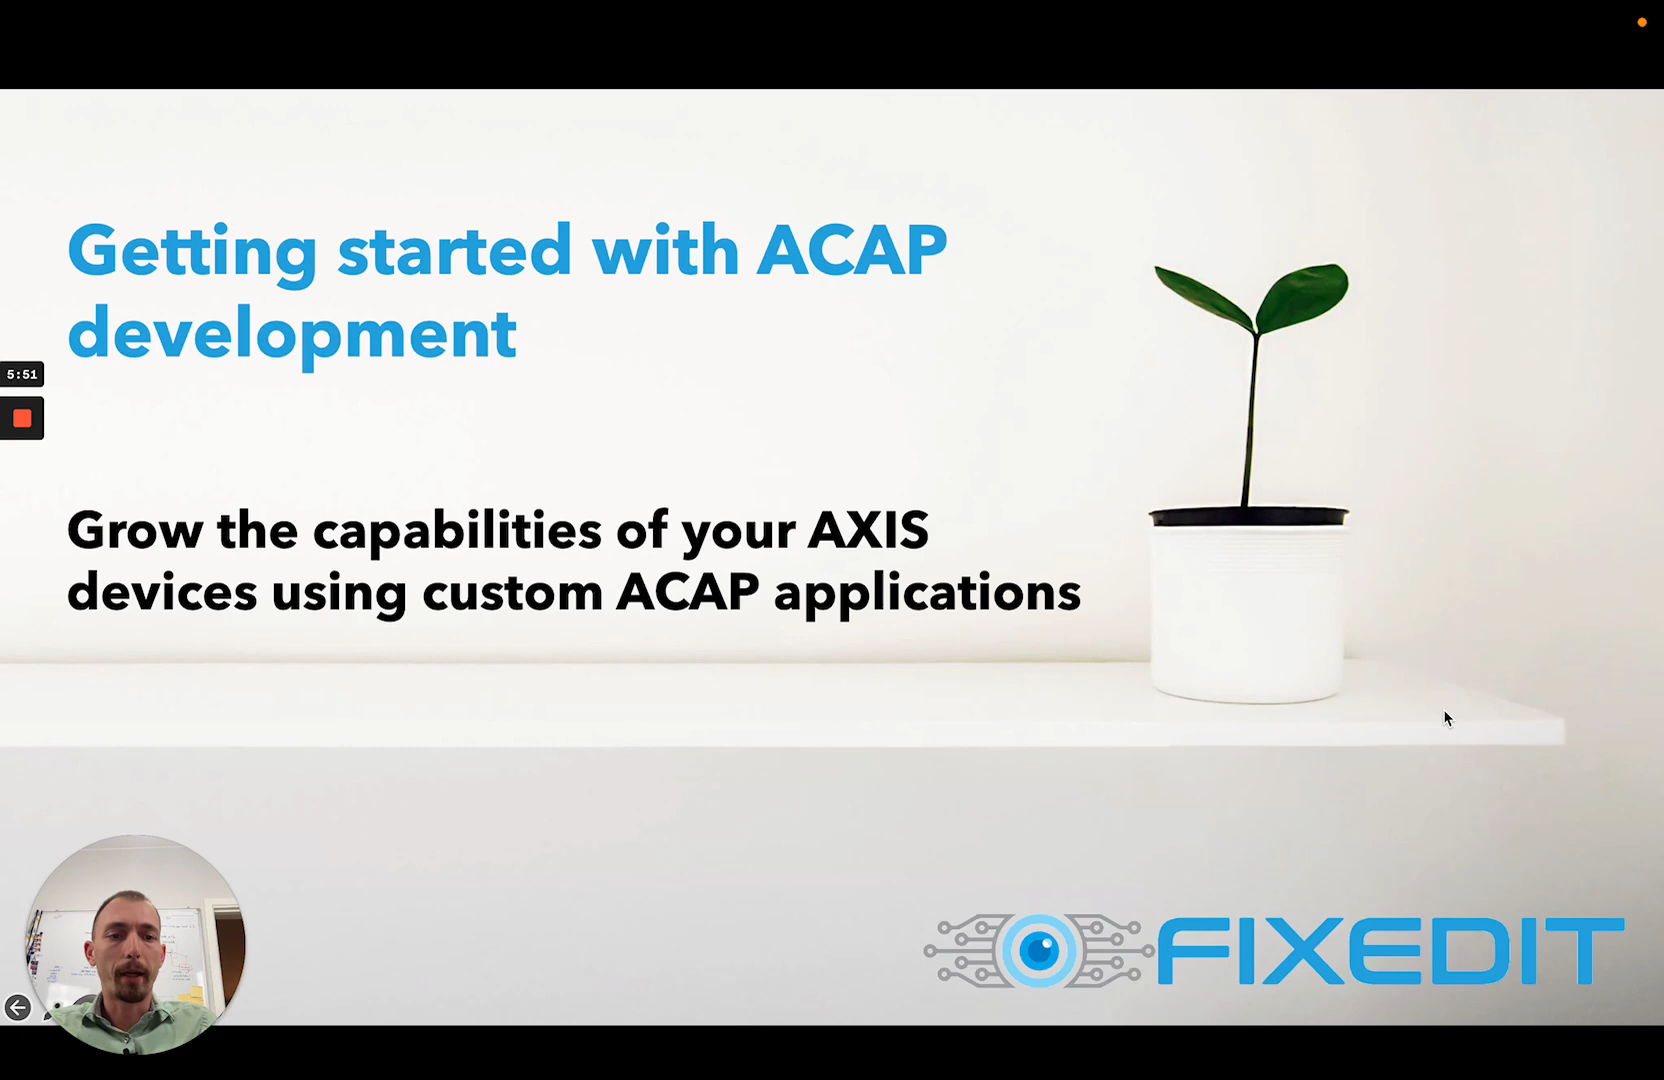 Getting started with ACAP
development
5:51
Grow the capabilities of your AXIS
devices using custom ACAP applications
FIXEDIT